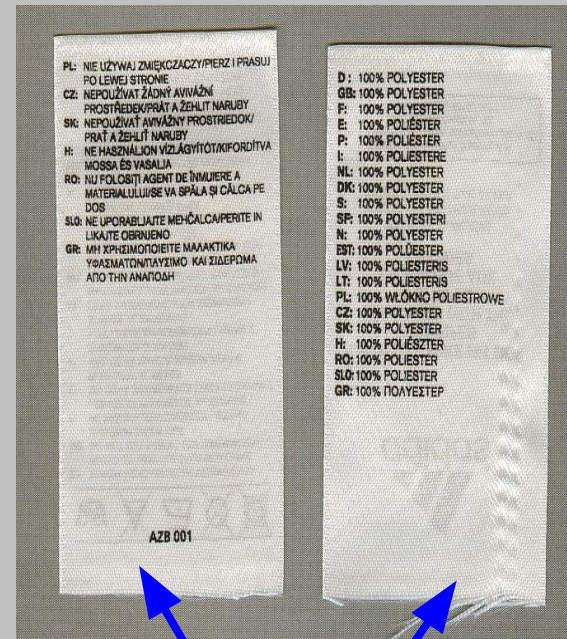 PL: NIE UŻYWAJ ZMIĘKCZACZY/PIERZ I PRASUJ
PO LEWEJ STRONIE
CZ: NEPOUŽÍVAT ŽÁDNÝ AVIVÁŽNÍ
PROSTŘEDEK/PRÁT A ŽEHLIT NARUBY
SK: NEPOUŽÍVAŤ AVIVÁŽNY PROSTRIEDOK/
PRAŤ A ŽEHLIŤ NARUBY
H: NE HASZNÁLJON VÍZLÁGYÍTÓT/KIFORDÍTVA
MOSSA ÉS VASALJA
RO: NU FOLOSIȚI AGENT DE ÎNMUIERE A
MATERIALULUI/SE VA SPĂLA ȘI CĂLCA PE
DOS
SLO: NE UPORABLJAJTE MEHČALCA/PERITE IN
LIKAJTE OBRNJENO
GR: ΜΗ ΧΡΗΣΙΜΟΠΟΙΕΙΤΕ ΜΑΛΑΚΤΙΚΑ
ΥΦΑΣΜΑΤΩΝ/ΠΛΥΣΙΜΟ ΚΑΙ ΣΙΔΕΡΩΜΑ
ΑΠΟ ΤΗΝ ΑΝΑΠΟΔΗ
AZB 001
D: 100% POLYESTER
GB: 100% POLYESTER
F: 100% POLYESTER
E: 100% POLIÉSTER
P: 100% POLIÉSTER
I: 100% POLIESTERE
NL: 100% POLYESTER
DK: 100% POLYESTER
S: 100% POLYESTER
SF: 100% POLYESTERI
N: 100% POLYESTER
EST: 100% POLÜESTER
LV: 100% POLIESTERIS
LT: 100% POLIESTERIS
PL: 100% WŁÓKNO POLIESTROWE
CZ: 100% POLYESTER
SK: 100% POLYESTER
H: 100% POLIÉSZTER
RO: 100% POLIESTER
SLO: 100% POLIESTER
GR: 100% ΠΟΛΥΕΣΤΕΡ